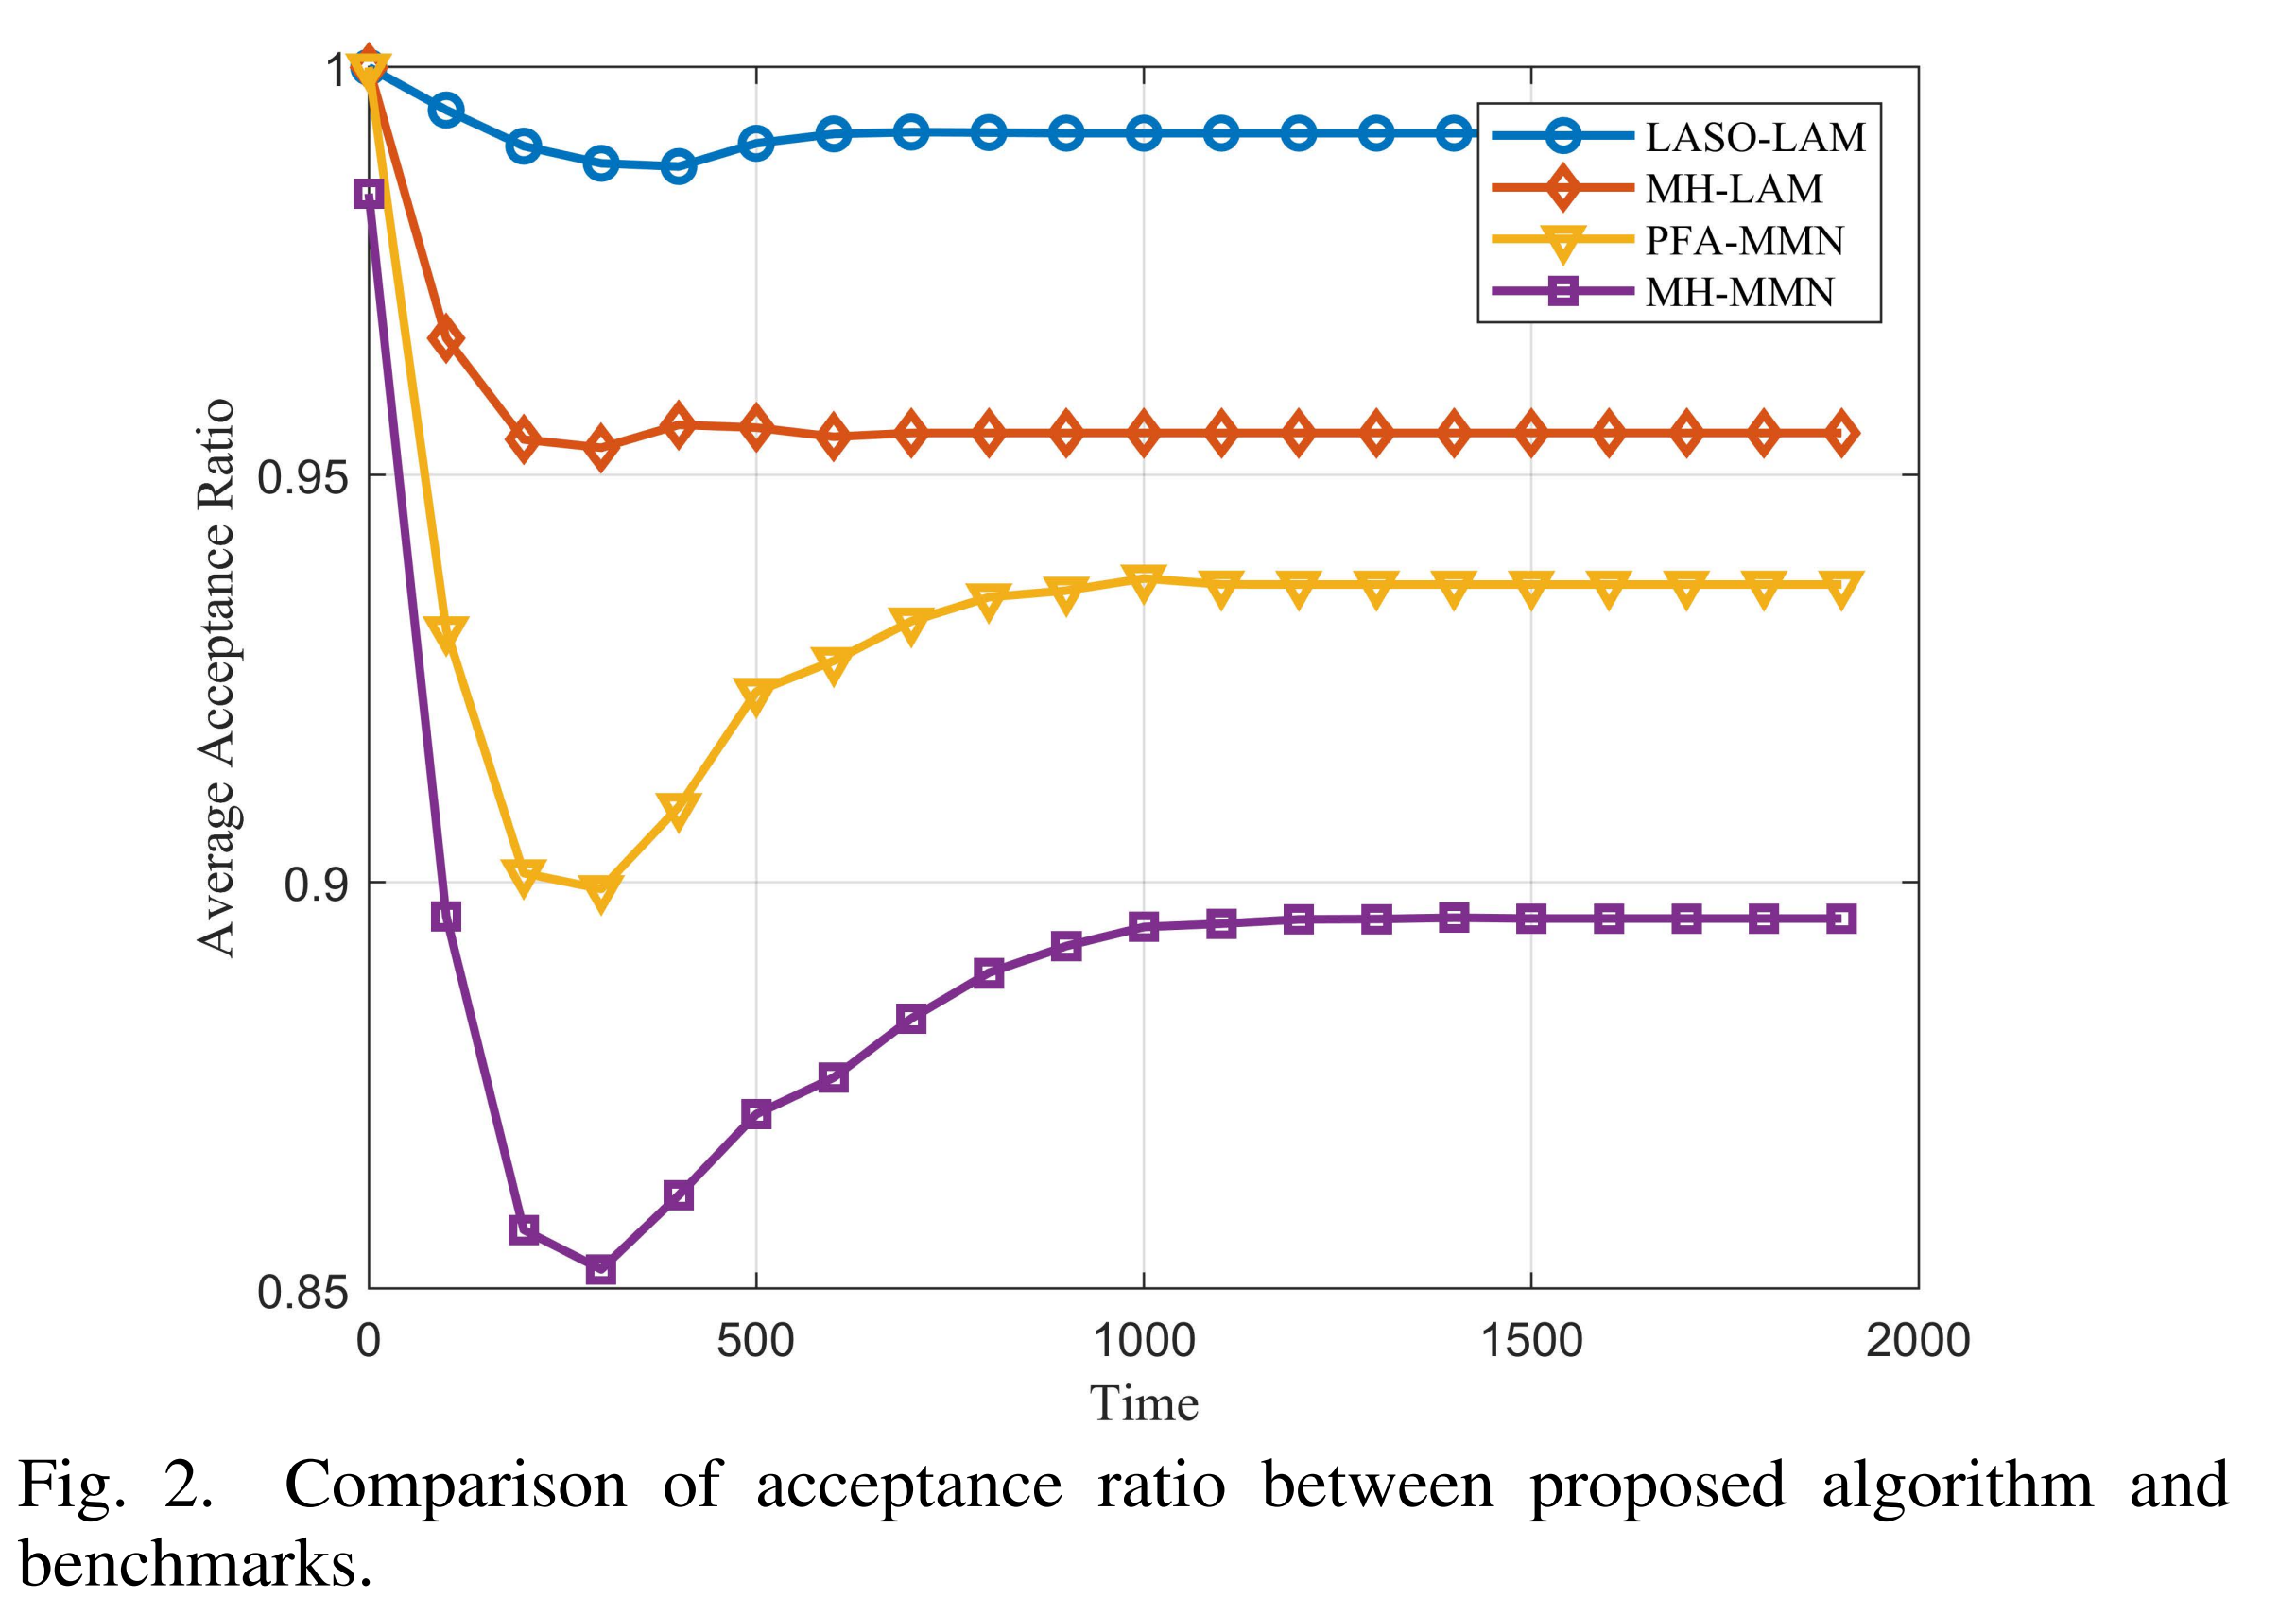 1
0.95
0.9
0.85
Average Acceptance Ratio
LASO-LAM
MH-LAM
PFA-MMN
MH-MMN
0 500 1000 1500 2000
Time
Fig. 2. Comparison of acceptance ratio between proposed algorithm and
benchmarks.